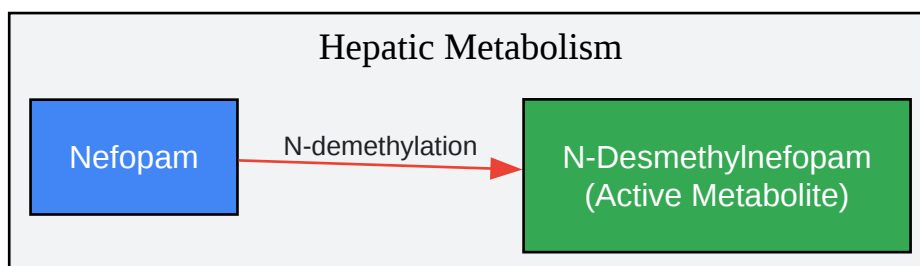 Hepatic Metabolism
Nefopam
N-demethylation
N-Desmethylnefopam
(Active Metabolite)